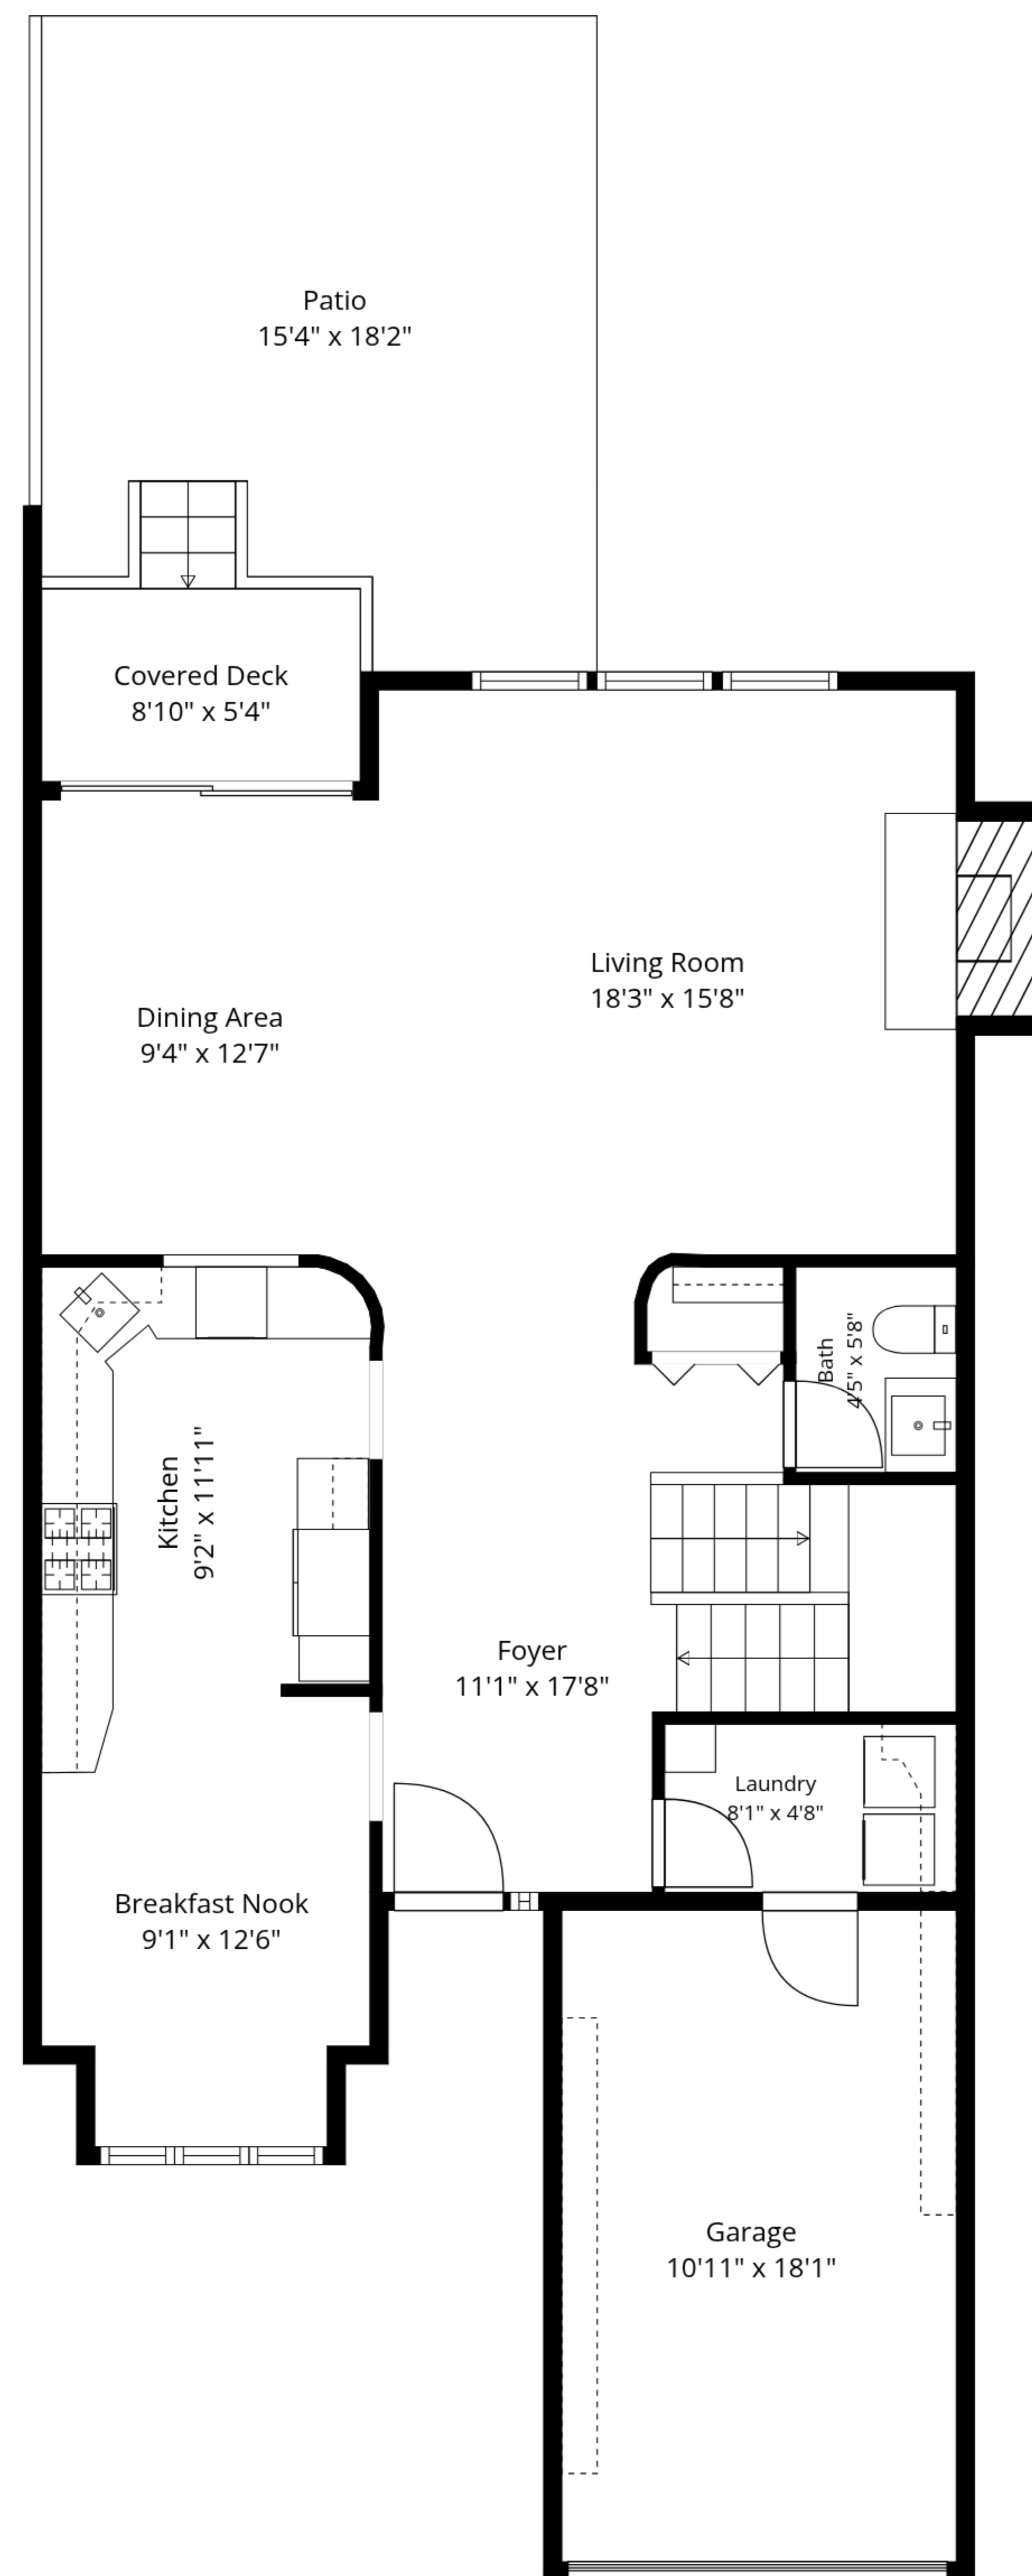 Patio
15'4" x 18'2"
Covered Deck
8'10" x 5'4"
Living Room
18'3" x 15'8"
Dining Area
9'4" x 12'7"
Bath
4'5" x 5'8"
Kitchen
9'2" x 11'11"
Foyer
11'1" x 17'8"
Laundry
8'1" x 4'8"
Breakfast Nook
9'1" x 12'6"
Garage
10'11" x 18'1"